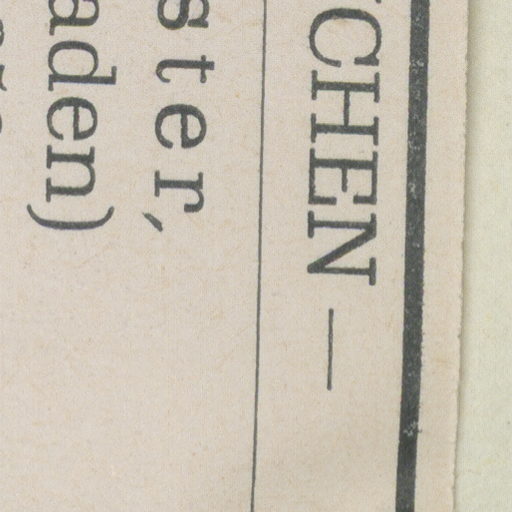 CHEN —
ster,
aden)